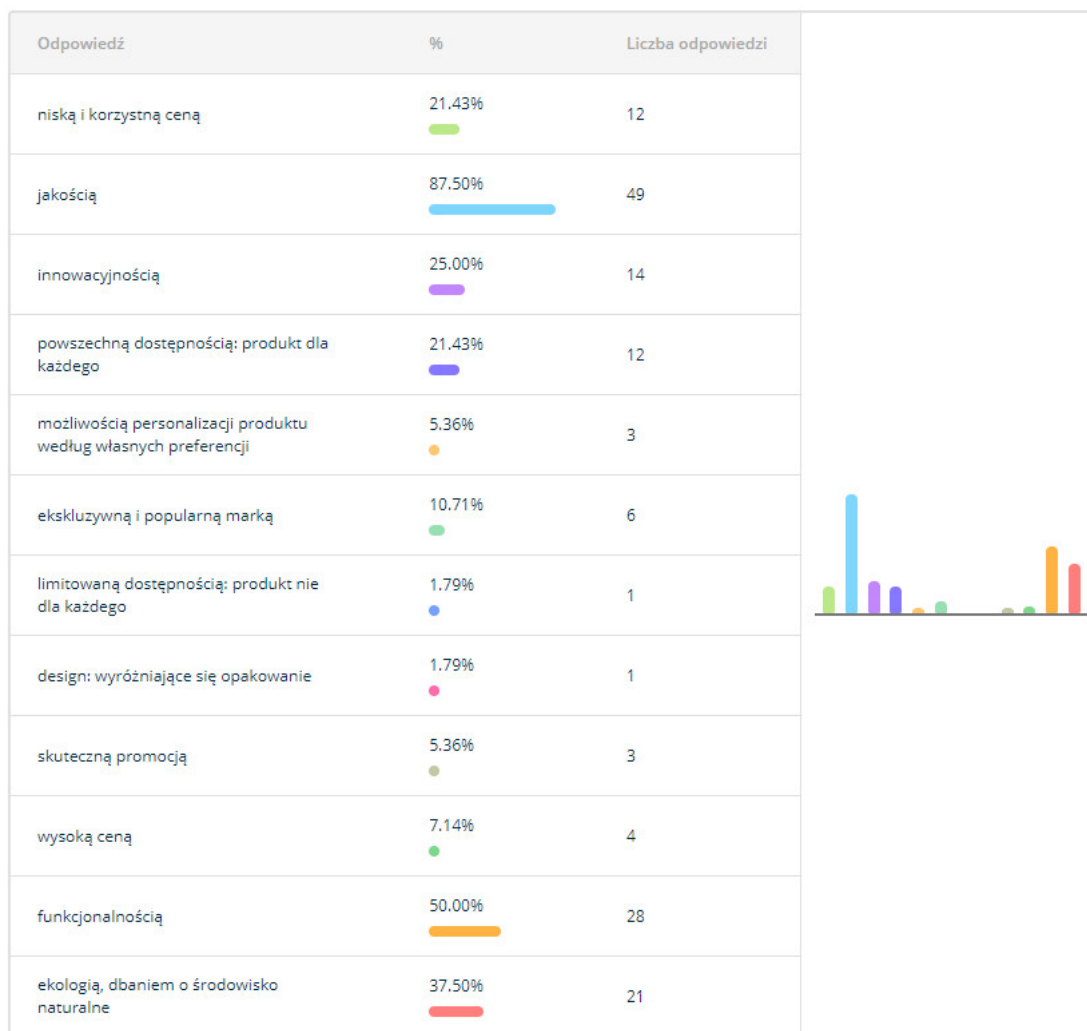 Odpowiedź % Liczba odpowiedzi
niską i korzystną ceną 21.43% 12
jakością 87.50% 49
innowacyjnością 25.00% 14
powszechną dostępnością: produkt dla
każdego 21.43% 12
możliwością personalizacji produktu
według własnych preferencji 5.36% 3
ekskluzywną i popularną marką 10.71% 6
limitowaną dostępnością: produkt nie
dla każdego 1.79% 1
design: wyróżniające się opakowanie 1.79% 1
skuteczną promocją 5.36% 3
wysoką ceną 7.14% 4
funkcjonalnością 50.00% 28
ekologią, dbaniem o środowisko
naturalne 37.50% 21